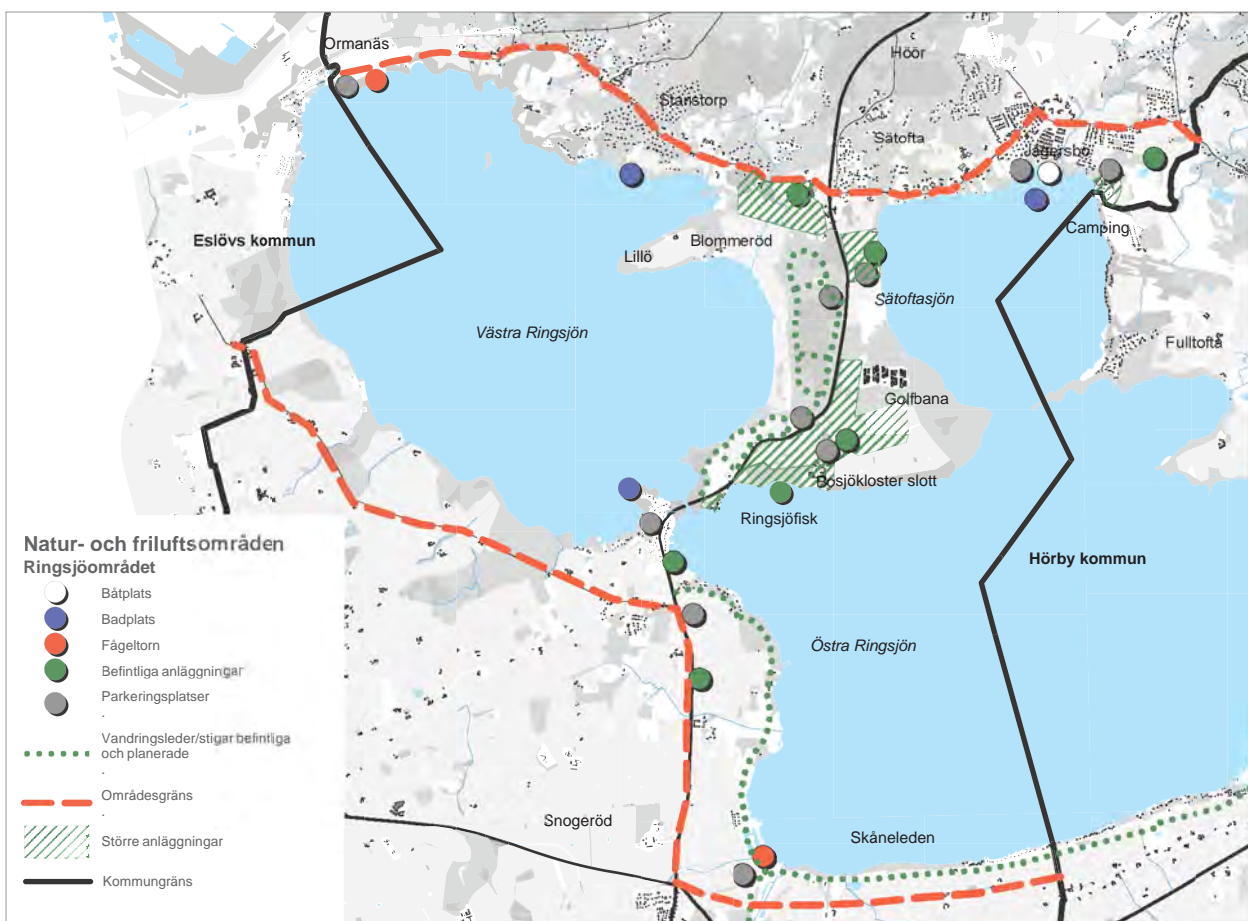 Ormanäs
Höör
Stanstorp
Sätofta
Jägersbo
Eslövs kommun
Blommeröd
Camping
Lillö
Sätoftasjön
Västra Ringsjön
Fulltofta
Golfbana
Bosjökloster slott
Ringsjöfisk
Natur- och friluftsområden
Ringsjöområdet
Hörby kommun
Båtplats
Badplats
Fågeltorn
Östra Ringsjön
Befintliga anläggningar
Parkeringsplatser
.
Vandringsleder/stigar befintliga
och planerade
.
Områdesgräns
.
Snogeröd
Skåneleden
Större anläggningar
Kommungräns